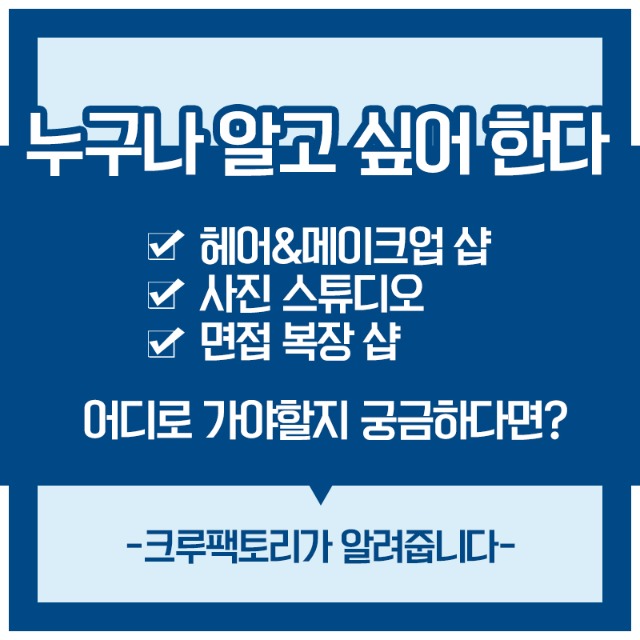 누구나 알고 싶어 한다
헤어&메이크업 샵
사진 스튜디오
면접 복장 샵
어디로 가야할지 궁금하다면?
-크루팩토리가 알려줍니다-